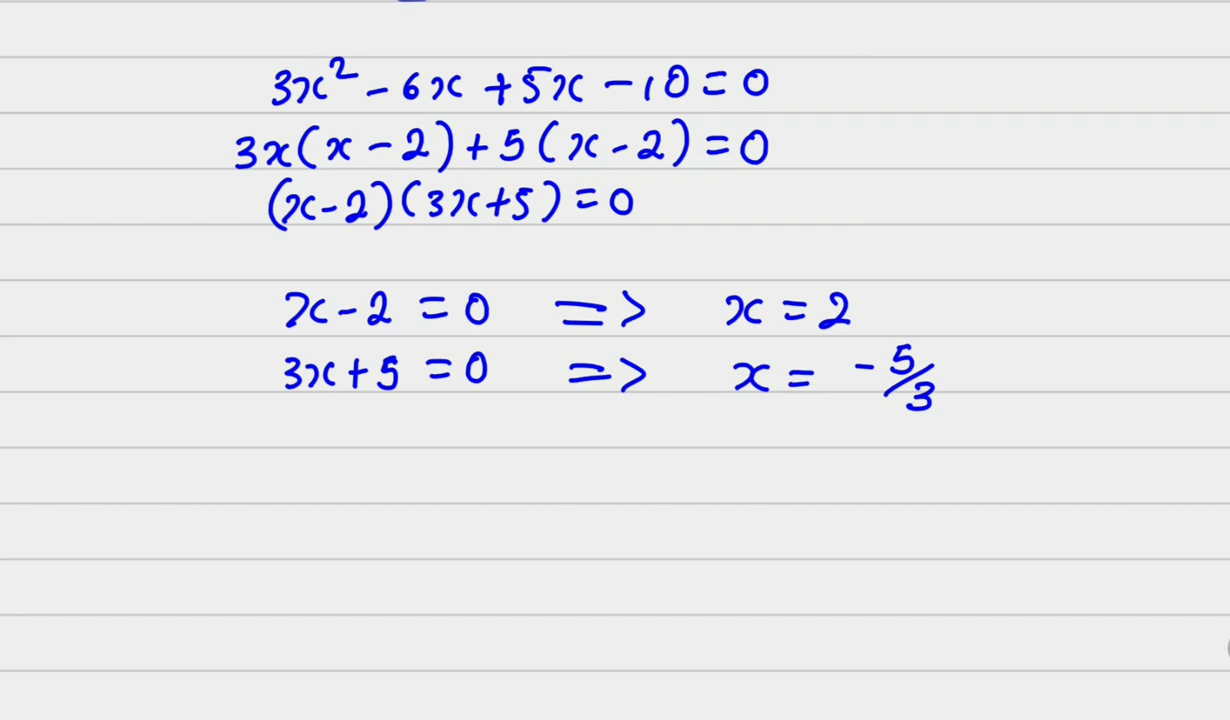 3x² - 6x + 5x - 10 = 0
3x(x - 2) + 5(x - 2) = 0
(x - 2)(3x + 5) = 0
x - 2 = 0 => x = 2
3x + 5 = 0 => x = - 5/3